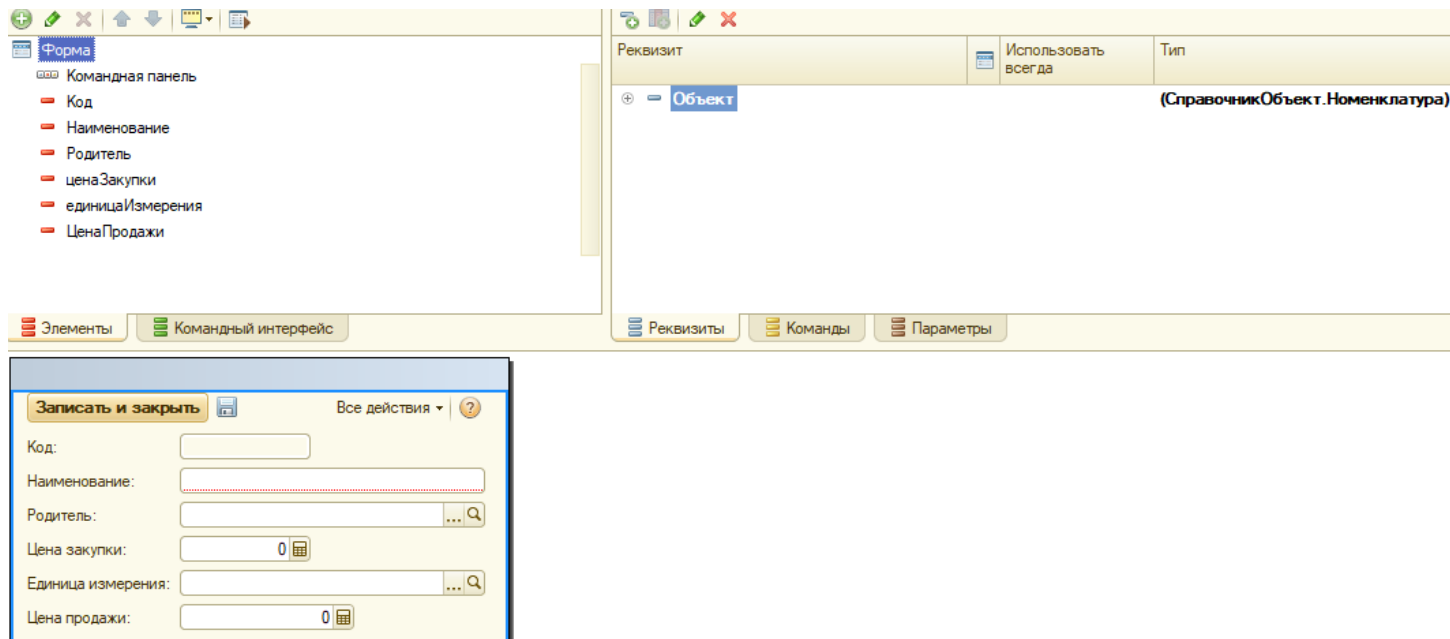 Форма
Командная панель
Код
Наименование
Родитель
ценаЗакупки
единицаИзмерения
ЦенаПродажи
Элементы
Командный интерфейс
Реквизит
Использовать
всегда
Тип
Объект
(СправочникОбъект.Номенклатура)
Реквизиты
Команды
Параметры
Записать и закрыть
Все действия
?
Код:
Наименование:
Родитель:
...
Цена закупки:
0
Единица измерения:
...
Цена продажи:
0